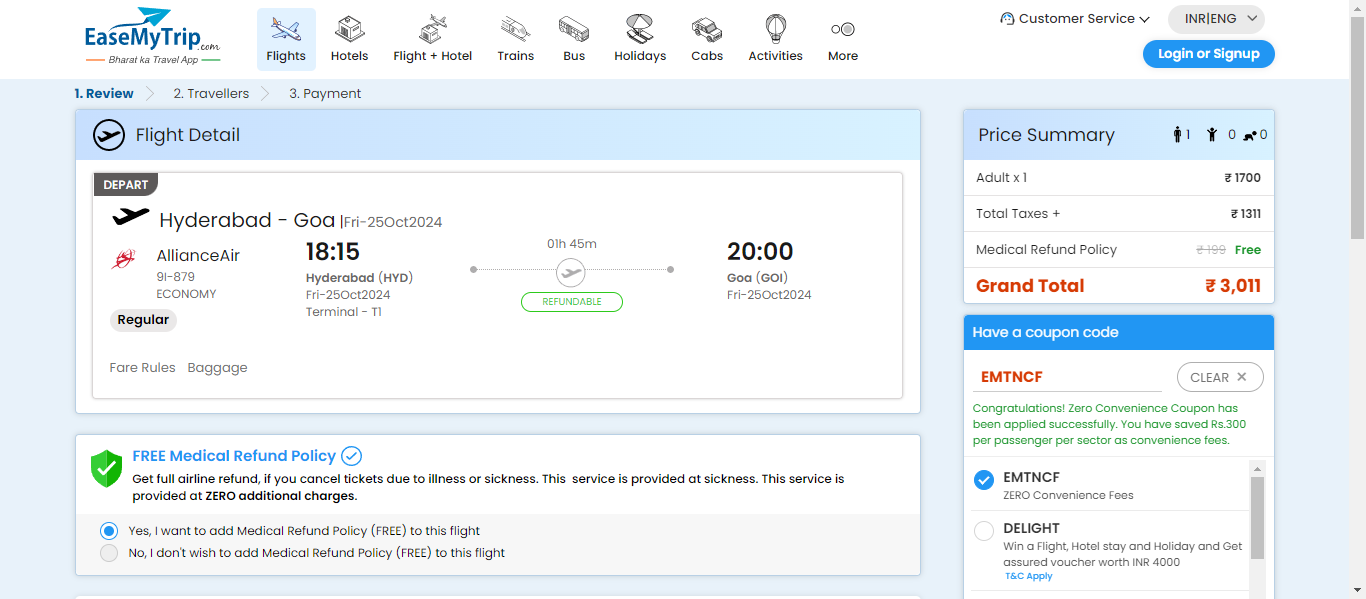 EaseMyTrip.com
Bharat ka Travel App
Flights
Hotels
Flight + Hotel
Trains
Bus
Holidays
Cabs
Activities
More
Customer Service
INR|ENG
Login or Signup
1. Review
2. Travellers
3. Payment
Flight Detail
DEPART
Hyderabad - Goa |Fri-25Oct2024
AllianceAir
9I-879
ECONOMY
Regular
18:15
Hyderabad (HYD)
Fri-25Oct2024
Terminal - T1
01h 45m
REFUNDABLE
20:00
Goa (GOI)
Fri-25Oct2024
Fare Rules Baggage
FREE Medical Refund Policy
Get full airline refund, if you cancel tickets due to illness or sickness. This service is provided at sickness. This service is
provided at ZERO additional charges.
Yes, I want to add Medical Refund Policy (FREE) to this flight
No, I don't wish to add Medical Refund Policy (FREE) to this flight
Price Summary 1 0 0
Adult x 1 ₹ 1700
Total Taxes + ₹ 1311
Medical Refund Policy ₹ 199 Free
Grand Total ₹ 3,011
Have a coupon code
EMTNCF CLEAR ✕
Congratulations! Zero Convenience Coupon has
been applied successfully. You have saved Rs.300
per passenger per sector as convenience fees.
EMTNCF
ZERO Convenience Fees
DELIGHT
Win a Flight, Hotel stay and Holiday and Get
assured voucher worth INR 4000
T&C Apply